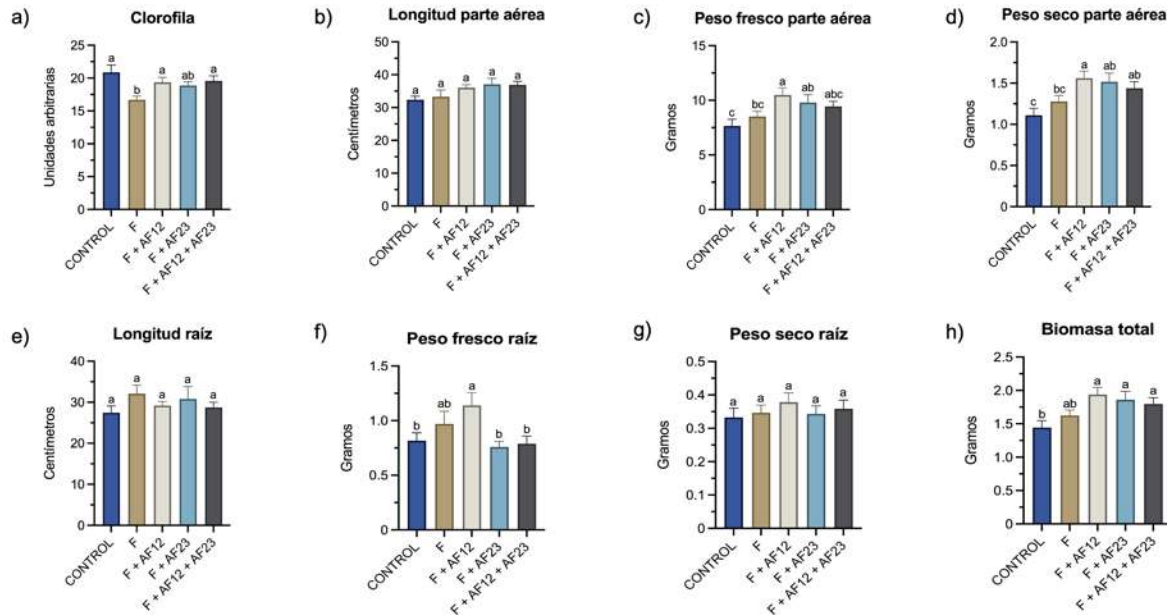 a) Clorofila
Unidades arbitrarias
25
20
15
10
5
0
a
b
a
ab
a
CONTROL
F
F + AF12
F + AF23
F + AF12 + AF23
b) Longitud parte aérea
Centímetros
50
40
30
20
10
0
a
a
a
a
a
CONTROL
F
F + AF12
F + AF23
F + AF12 + AF23
c) Peso fresco parte aérea
Gramos
15
10
5
0
c
bc
a
ab
abc
CONTROL
F
F + AF12
F + AF23
F + AF12 + AF23
d) Peso seco parte aérea
Gramos
2.0
1.5
1.0
0.5
0
c
bc
a
ab
ab
CONTROL
F
F + AF12
F + AF23
F + AF12 + AF23
e) Longitud raíz
Centímetros
40
30
20
10
0
a
a
a
a
a
CONTROL
F
F + AF12
F + AF23
F + AF12 + AF23
f) Peso fresco raíz
Gramos
1.5
1.0
0.5
0
b
ab
a
b
b
CONTROL
F
F + AF12
F + AF23
F + AF12 + AF23
g) Peso seco raíz
Gramos
0.5
0.4
0.3
0.2
0.1
0
a
a
a
a
a
CONTROL
F
F + AF12
F + AF23
F + AF12 + AF23
h) Biomasa total
Gramos
2.5
2.0
1.5
1.0
0.5
0
b
ab
a
a
a
CONTROL
F
F + AF12
F + AF23
F + AF12 + AF23